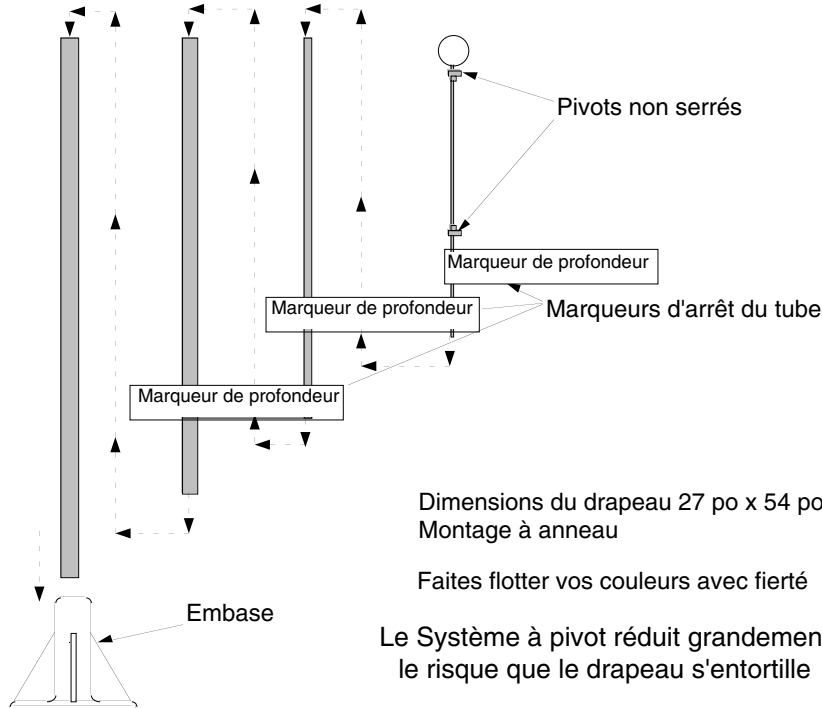 Pivots non serrés
Marqueur de profondeur
Marqueur de profondeur
Marqueurs d'arrêt du tube
Marqueur de profondeur
Dimensions du drapeau 27 po x 54 po
Montage à anneau
Faites flotter vos couleurs avec fierté
Embase
Le Système à pivot réduit grandemen
le risque que le drapeau s'entortille